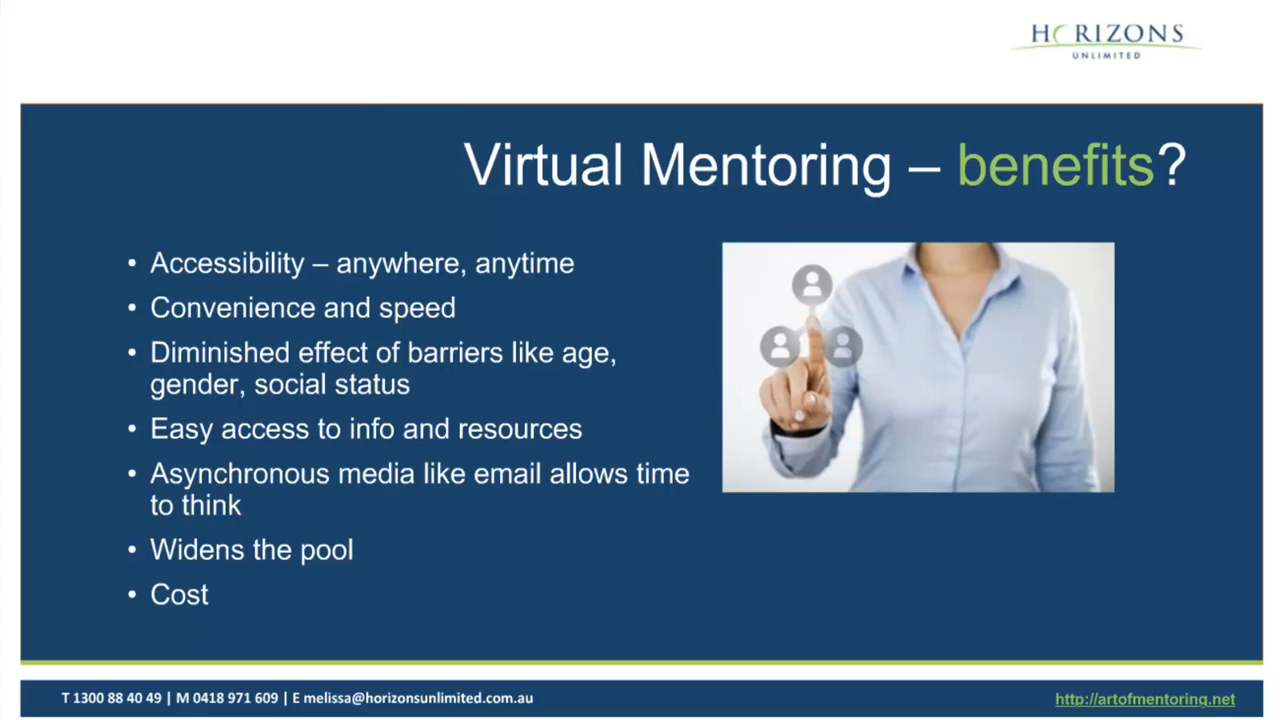 HORIZONS
UNLIMITED
Virtual Mentoring – benefits?
• Accessibility – anywhere, anytime
• Convenience and speed
• Diminished effect of barriers like age,
gender, social status
• Easy access to info and resources
• Asynchronous media like email allows time
to think
• Widens the pool
• Cost
T 1300 88 40 49 | M 0418 971 609 | E melissa@horizonsunlimited.com.au
http://artofmentoring.net